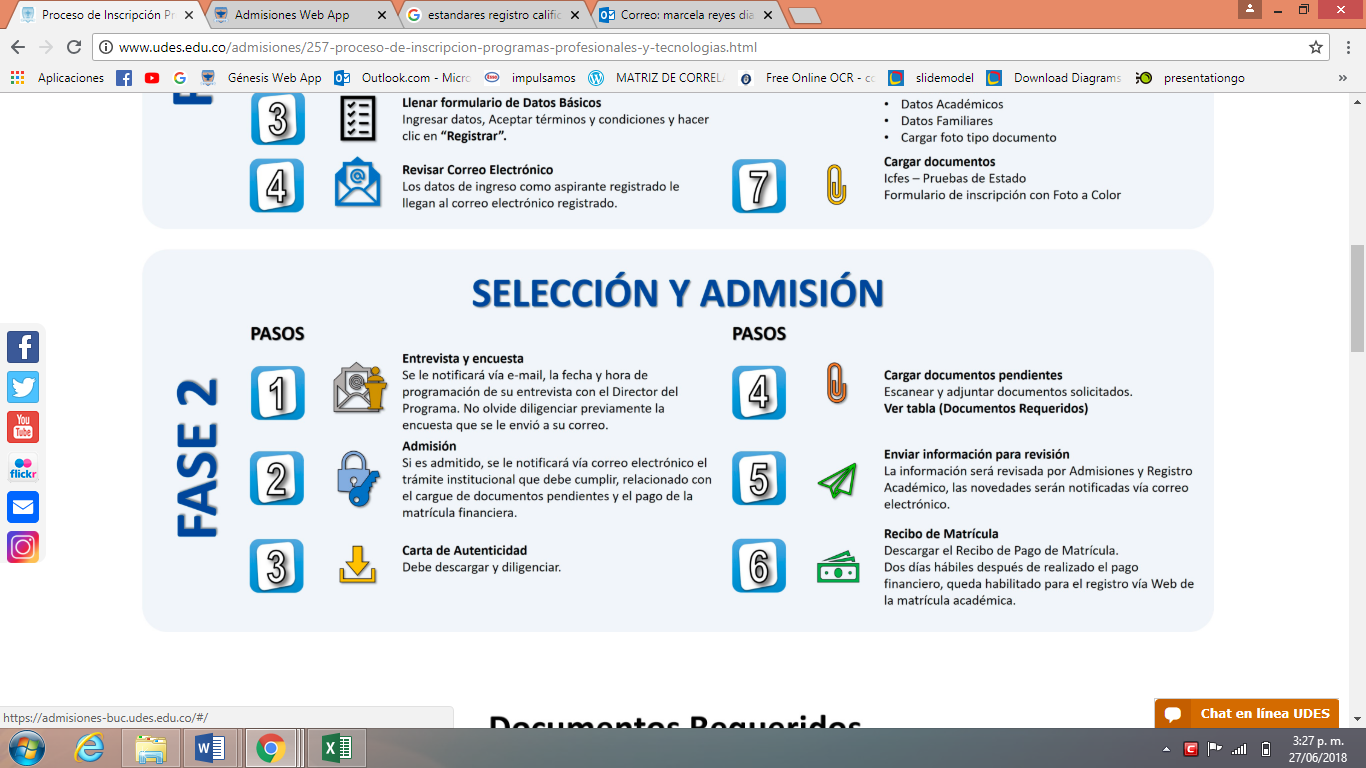 Proceso de Inscripción Pr
Admisiones Web App
estandares registro calific
Correo: marcela reyes dia
www.udes.edu.co/admisiones/257-proceso-de-inscripcion-programas-profesionales-y-tecnologias.html
Aplicaciones
Génesis Web App
Outlook.com - Micro
impulsamos
MATRIZ DE CORREL
Free Online OCR - co
slidemodel
Download Diagrams
presentationgo
»
3
Llenar formulario de Datos Básicos
Ingresar datos, Aceptar términos y condiciones y hacer
clic en “Registrar”.
4
Revisar Correo Electrónico
Los datos de ingreso como aspirante registrado le
llegan al correo electrónico registrado.
• Datos Académicos
• Datos Familiares
• Cargar foto tipo documento
7
Cargar documentos
Icfes – Pruebas de Estado
Formulario de inscripción con Foto a Color
SELECCIÓN Y ADMISIÓN
FASE 2
PASOS
1
Entrevista y encuesta
Se le notificará vía e-mail, la fecha y hora de
programación de su entrevista con el Director del
Programa. No olvide diligenciar previamente la
encuesta que se le envió a su correo.
2
Admisión
Si es admitido, se le notificará vía correo electrónico el
trámite institucional que debe cumplir, relacionado con
el cargue de documentos pendientes y el pago de la
matrícula financiera.
3
Carta de Autenticidad
Debe descargar y diligenciar.
PASOS
4
Cargar documentos pendientes
Escanear y adjuntar documentos solicitados.
Ver tabla (Documentos Requeridos)
5
Enviar información para revisión
La información será revisada por Admisiones y Registro
Académico, las novedades serán notificadas vía correo
electrónico.
6
Recibo de Matrícula
Descargar el Recibo de Pago de Matrícula.
Dos días hábiles después de realizado el pago
financiero, queda habilitado para el registro vía Web de
la matrícula académica.
You
Tube
flickr
Documentos Requeridos
https://admisiones-buc.udes.edu.co/#/
Chat en línea UDES
3:27 p. m.
27/06/2018